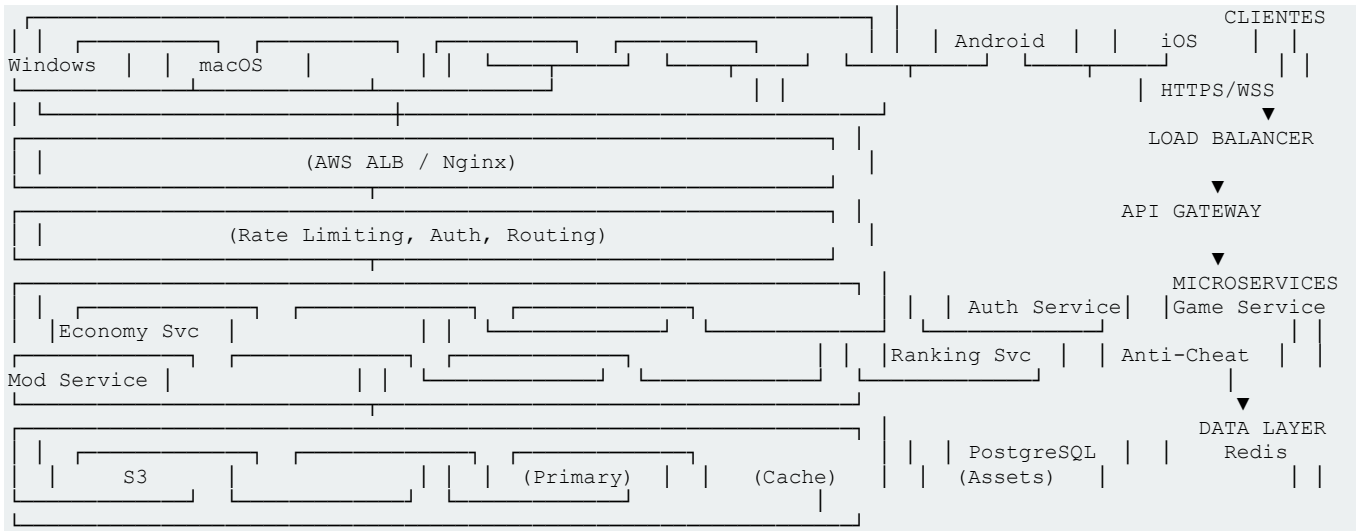 CLIENTES
Android iOS
Windows macOS
HTTPS/WSS
▼
LOAD BALANCER
(AWS ALB / Nginx)
▼
API GATEWAY
(Rate Limiting, Auth, Routing)
▼
MICROSERVICES
Auth Service Game Service
Economy Svc
Ranking Svc Anti-Cheat
Mod Service
▼
DATA LAYER
PostgreSQL Redis
S3 (Primary) (Cache) (Assets)